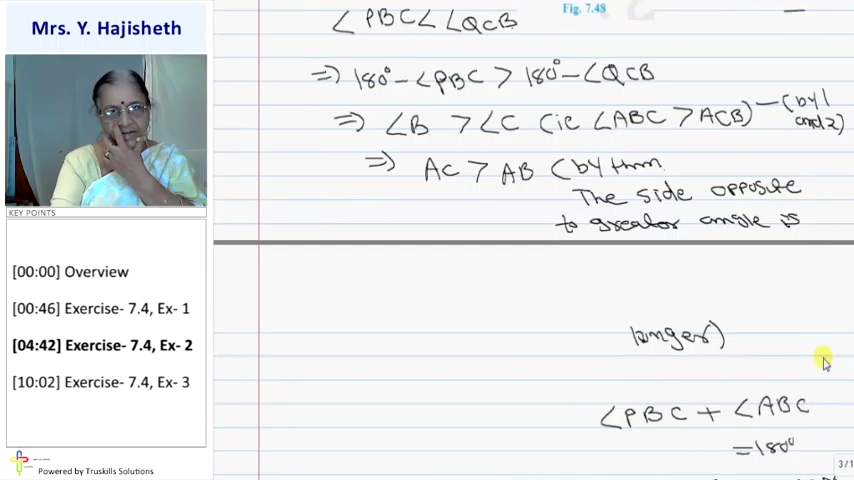 Mrs. Y. Hajisheth
KEY POINTS
[00:00] Overview
[00:46] Exercise- 7.4, Ex- 1
[04:42] Exercise- 7.4, Ex- 2
[10:02] Exercise- 7.4, Ex- 3
Powered by Truskills Solutions
Fig. 7.48
∠PBC < ∠QCB
⇒ 180° – ∠PBC > 180° – ∠QCB
⇒ ∠B > ∠C (ie ∠ABC > ACB) – (by 1
and 2)
⇒ AC > AB (by thm.
The side opposite
to greater angle is
longer)
∠PBC + ∠ABC
= 180°
3/1